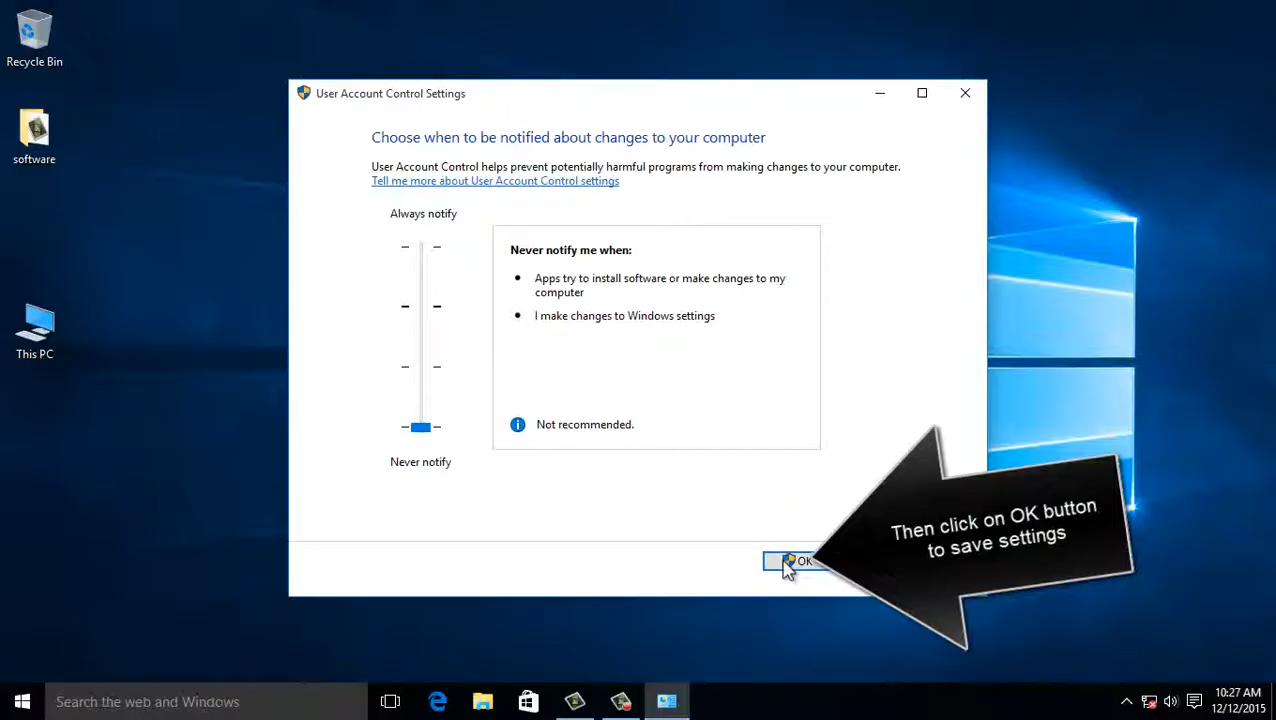 Recycle Bin
software
This PC
User Account Control Settings
Choose when to be notified about changes to your computer
User Account Control helps prevent potentially harmful programs from making changes to your computer.
Tell me more about User Account Control settings
Always notify
Never notify me when:
Apps try to install software or make changes to my
computer
I make changes to Windows settings
Not recommended.
Never notify
OK
Then click on OK button
to save settings
Search the web and Windows
10:27 AM
12/12/2015